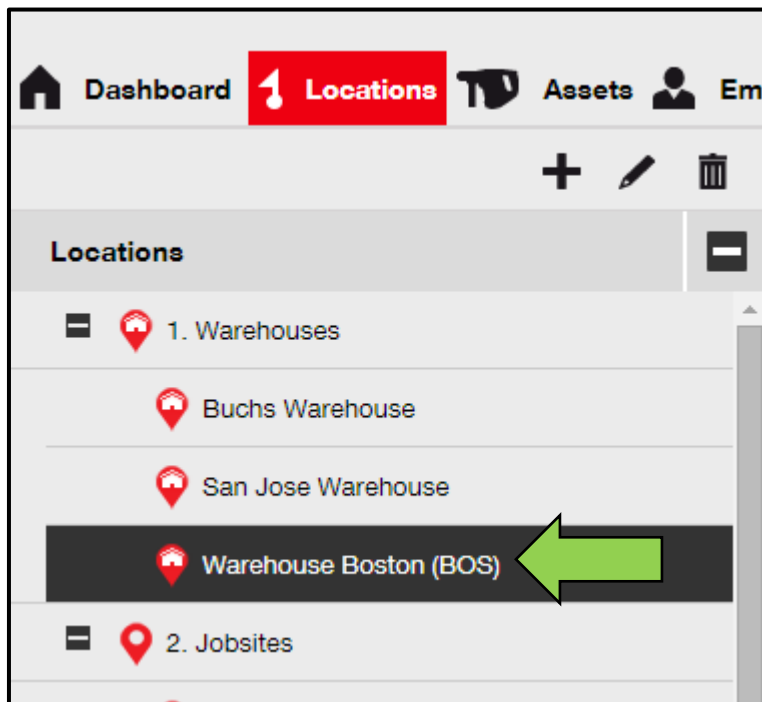 Dashboard Locations Assets Em
Locations
1. Warehouses
Buchs Warehouse
San Jose Warehouse
Warehouse Boston (BOS)
2. Jobsites